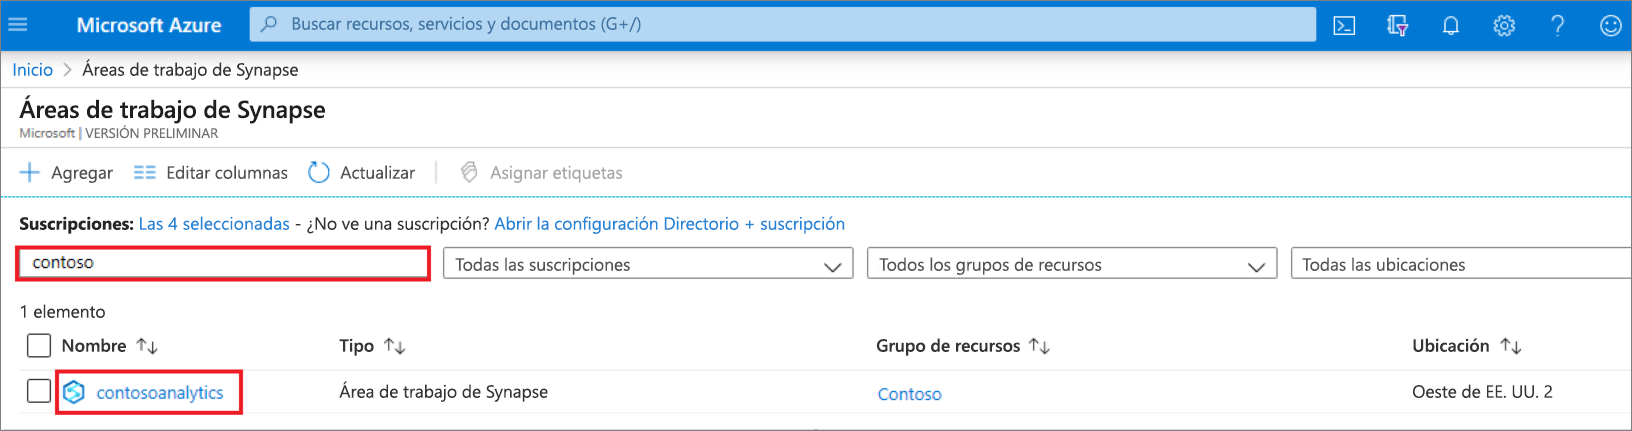 Microsoft Azure Buscar recursos, servicios y documentos (G+/)
Inicio > Áreas de trabajo de Synapse
Áreas de trabajo de Synapse
Microsoft | VERSIÓN PRELIMINAR
Agregar Editar columnas Actualizar Asignar etiquetas
Suscripciones: Las 4 seleccionadas - ¿No ve una suscripción? Abrir la configuración Directorio + suscripción
contoso Todas las suscripciones Todos los grupos de recursos Todas las ubicaciones
1 elemento
Nombre Tipo Grupo de recursos Ubicación
contosoanalytics Área de trabajo de Synapse Contoso Oeste de EE. UU. 2